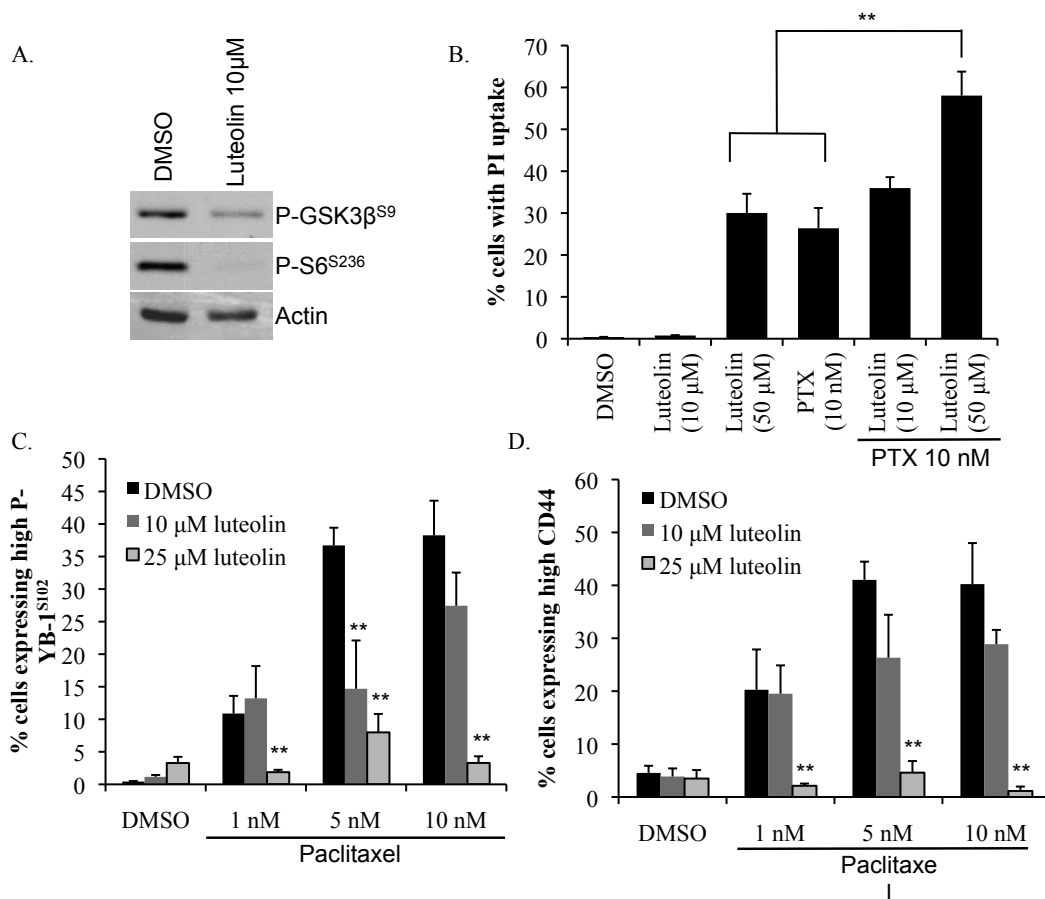 A.
DMSO
Luteolin 10µM
P-GSK3β^S9
P-S6^S236
Actin
B.
**
% cells with PI uptake
70
60
50
40
30
20
10
0
DMSO
Luteolin
(10 µM)
Luteolin
(50 µM)
PTX
(10 nM)
Luteolin
(10 µM)
Luteolin
(50 µM)
PTX 10 nM
C.
% cells expressing high P-
YB-1^S102
50
45
40
35
30
25
20
15
10
5
0
DMSO
10 µM luteolin
25 µM luteolin
**
**
**
**
DMSO
1 nM
5 nM
10 nM
Paclitaxel
D.
% cells expressing high CD44
60
50
40
30
20
10
0
DMSO
10 µM luteolin
25 µM luteolin
**
**
**
DMSO
1 nM
5 nM
10 nM
Paclitaxe
l